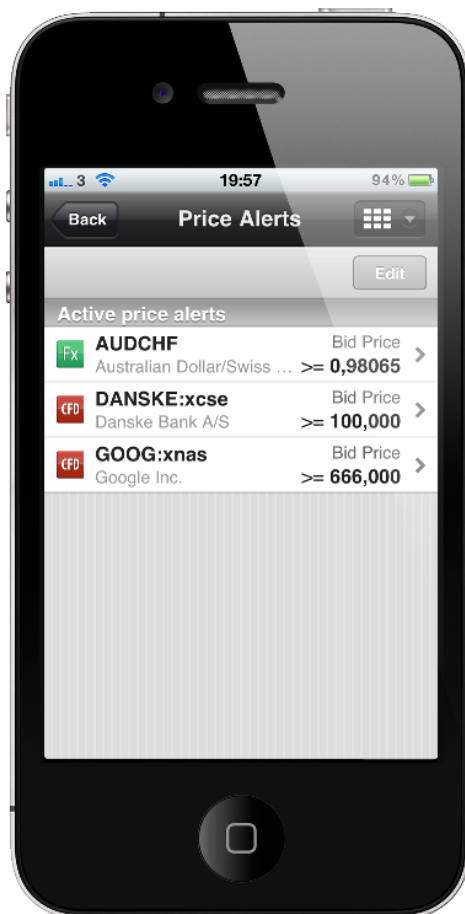 3 19:57 94%
Back Price Alerts
Edit
Active price alerts
Fx AUDCHF Bid Price
Australian Dollar/Swiss ... >= 0,98065
CFD DANSKE:xcse Bid Price
Danske Bank A/S >= 100,000
CFD GOOG:xnas Bid Price
Google Inc. >= 666,000